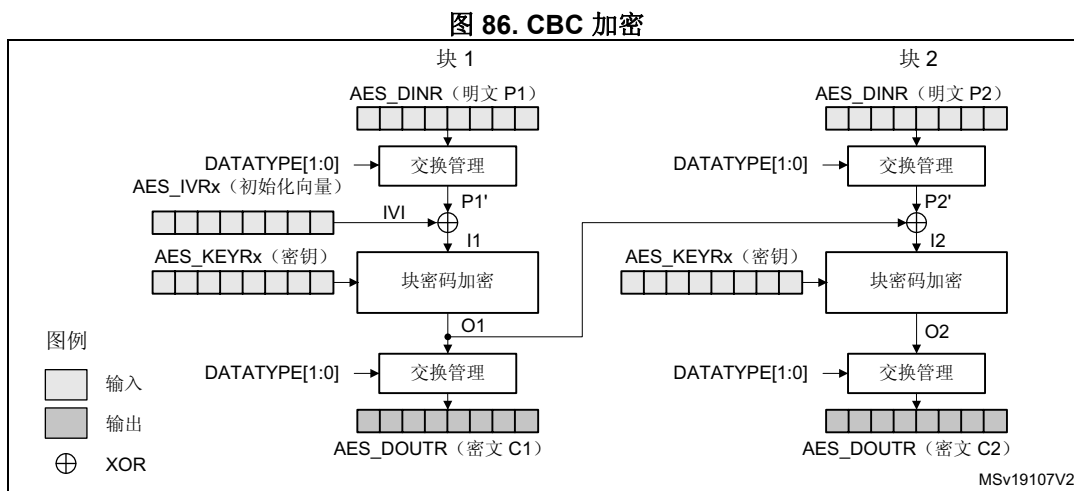 图 86. CBC 加密
块 1
块 2
AES_DINR（明文 P1）
AES_DINR（明文 P2）
DATATYPE[1:0]
交换管理
DATATYPE[1:0]
交换管理
AES_IVRx（初始化向量）
P1'
P2'
IVI
I1
I2
AES_KEYRx（密钥）
块密码加密
AES_KEYRx（密钥）
块密码加密
O1
O2
图例
DATATYPE[1:0]
交换管理
DATATYPE[1:0]
交换管理
输入
输出
AES_DOUTR（密文 C1）
AES_DOUTR（密文 C2）
XOR
MSv19107V2